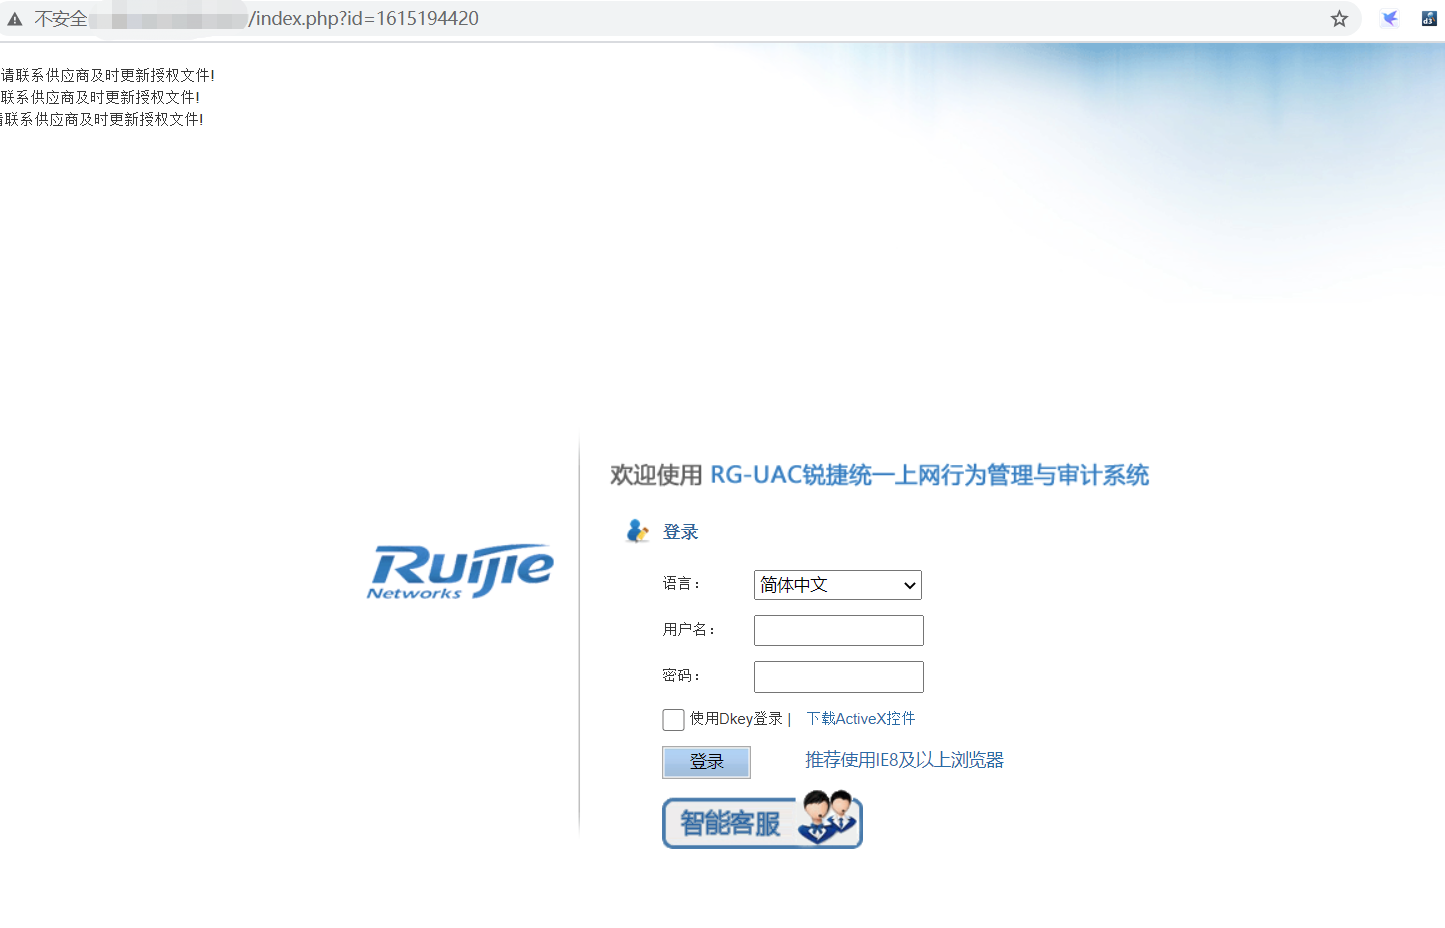 不安全 /index.php?id=1615194420
请联系供应商及时更新授权文件!
联系供应商及时更新授权文件!
请联系供应商及时更新授权文件!
欢迎使用 RG-UAC锐捷统一上网行为管理与审计系统
登录
Ruijie
Networks
语言：
简体中文
用户名：
密码：
使用Dkey登录 | 下载ActiveX控件
登录 推荐使用IE8及以上浏览器
智能客服